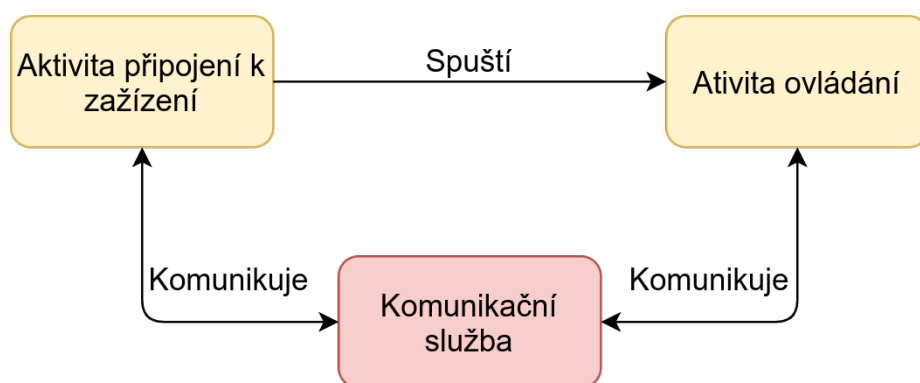 Aktivita připojení k
zažízení
Spuští
Ativita ovládání
Komunikuje
Komunikuje
Komunikační
služba